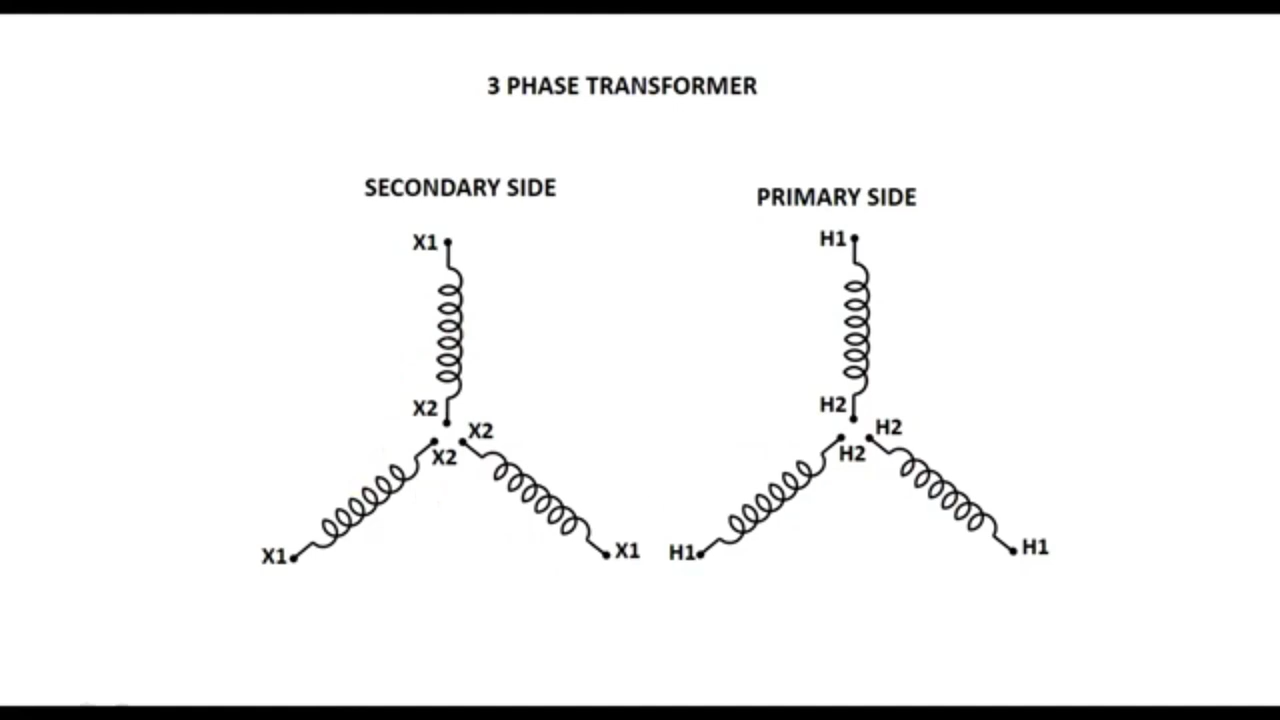 3 PHASE TRANSFORMER
SECONDARY SIDE
PRIMARY SIDE
X1
H1
X2
X2
X2
X1
X1
H2
H2
H2
H1
H1